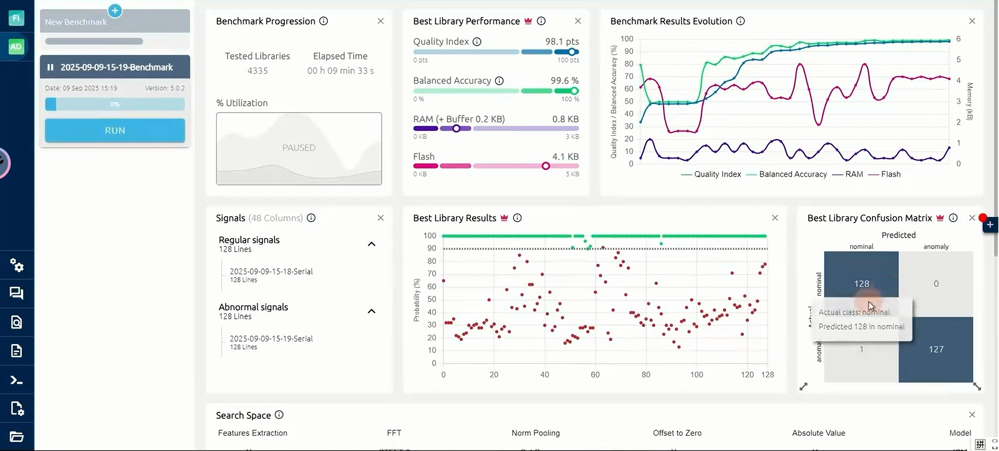 FI
AD
New Benchmark
2025-09-09-15-19-Benchmark
Date: 09 Sep 2025 15:19 Version: 5.0.2
8%
RUN
Benchmark Progression
Tested Libraries Elapsed Time
4335 00 h 09 min 33 s
% Utilization
PAUSED
Best Library Performance
Quality Index 98.1 pts
0 pts 100 pts
Balanced Accuracy 99.6 %
0 % 100 %
RAM (+ Buffer 0.2 KB) 0.8 KB
0 KB 3 KB
Flash 4.1 KB
0 KB 5 KB
Benchmark Results Evolution
Quality Index / Balanced Accuracy (%)
100
90
80
70
60
50
40
30
20
10
0
6
5
4
3
2
1
0
Memory (kB)
Quality Index Balanced Accuracy RAM Flash
Signals (48 Columns)
Regular signals
128 Lines
2025-09-09-15-18-Serial
128 Lines
Abnormal signals
128 Lines
2025-09-09-15-19-Serial
128 Lines
Best Library Results
Probability (%)
100
90
80
70
60
50
40
30
20
10
0
0 20 40 60 80 100 120 128
Best Library Confusion Matrix
Predicted
nominal anomaly
nominal
128 0
Actual class: nominal
Predicted 128 in nominal
1 127
Search Space
Features Extraction FFT Norm Pooling Offset to Zero Absolute Value Model
拼